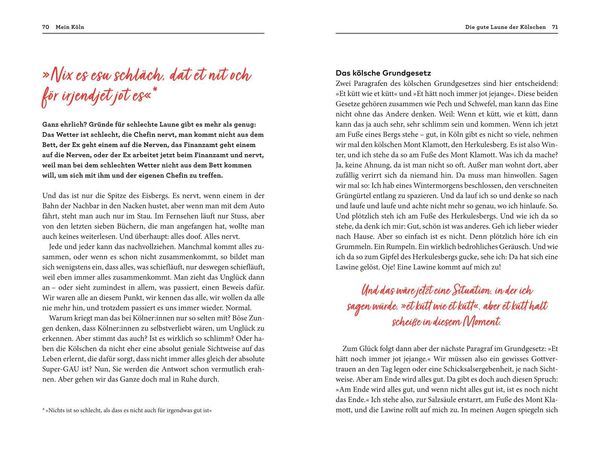 70 Mein Köln
»Nix es esu schläch, dat et nit och
för irjendjet jot es«*
Ganz ehrlich? Gründe für schlechte Laune gibt es mehr als genug:
Das Wetter ist schlecht, die Chefin nervt, man kommt nicht aus dem
Bett, der Ex geht einem auf die Nerven, das Finanzamt geht einem
auf die Nerven, oder der Ex arbeitet jetzt beim Finanzamt und nervt,
weil man bei dem schlechten Wetter nicht aus dem Bett kommen
will, um sich mit ihm und der eigenen Chefin zu treffen.
Und das ist nur die Spitze des Eisbergs. Es nervt, wenn einem in der
Bahn der Nachbar in den Nacken hustet, wenn man mit dem Auto
fährt, steht man auch nur im Stau. Im Fernsehen läuft nur Stuss, aber
von den letzten sieben Büchern, die man angefangen hat, wollte man
auch keines weiterlesen. Und überhaupt: alles doof. Alles nervt.
Jede und jeder kann das nachvollziehen. Manchmal kommt alles zu-
sammen, oder wenn es schon nicht zusammenkommt, so bildet man
sich wenigstens ein, dass alles, was schiefläuft, nur deswegen schiefläuft,
weil eben immer alles zusammenkommt. Man zieht das Unglück dann
an – oder sieht zumindest in allem, was passiert, einen Beweis dafür.
Wir waren alle an diesem Punkt, wir kennen das alle, wir wollen da alle
nie mehr hin, und trotzdem passiert es uns immer wieder. Normal.
Warum kriegt man das bei Kölner:innen nur so selten mit? Böse Zun-
gen denken, dass Kölner:innen zu selbstverliebt wären, um Unglück zu
erkennen. Aber stimmt das auch? Ist es wirklich so schlimm? Oder ha-
ben die Kölschen da nicht eher eine absolut geniale Sichtweise auf das
Leben erlernt, die dafür sorgt, dass nicht immer alles gleich der absolute
Super-GAU ist? Nun, Sie werden die Antwort schon vermutlich erah-
nen. Aber gehen wir das Ganze doch mal in Ruhe durch.
* »Nichts ist so schlecht, als dass es nicht auch für irgendwas gut ist«
Die gute Laune der Kölschen 71
Das kölsche Grundgesetz
Zwei Paragrafen des kölschen Grundgesetzes sind hier entscheidend:
»Et kütt wie et kütt« und »Et hätt noch immer jot jejange«. Diese beiden
Gesetze gehören zusammen wie Pech und Schwefel, man kann das Eine
nicht ohne das Andere denken. Weil: Wenn et kütt, wie et kütt, dann
kann das ja auch sehr, sehr schlimm sein und kommen. Wenn ich jetzt
am Fuße eines Bergs stehe – gut, in Köln gibt es nicht so viele, nehmen
wir mal den kölschen Mont Klamott, den Herkulesberg. Es ist also Win-
ter, und ich stehe da so am Fuße des Mont Klamott. Was ich da mache?
Ja, keine Ahnung, da ist man nicht so oft. Außer man wohnt dort, aber
zufällig verirrt sich da niemand hin. Da muss man hinwollen. Sagen
wir mal so: Ich hab eines Wintermorgens beschlossen, den verschneiten
Grüngürtel entlang zu spazieren. Und da lauf ich so und denke so nach
und laufe und laufe und achte nicht mehr so genau, wo ich hinlaufe. So.
Und plötzlich steh ich am Fuße des Herkulesbergs. Und wie ich da so
stehe, da denk ich mir: Gut, schön ist was anderes. Geh ich lieber wieder
nach Hause. Aber so einfach ist es nicht. Denn plötzlich höre ich ein
Grummeln. Ein Rumpeln. Ein wirklich bedrohliches Geräusch. Und wie
ich da so zum Gipfel des Herkulesbergs gucke, sehe ich: Da hat sich eine
Lawine gelöst. Oje! Eine Lawine kommt auf mich zu!
Und das wäre jetzt eine Situation, in der ich
sagen würde, »et kütt wie et kütt«, aber et kütt halt
scheiße in diesem Moment.
Zum Glück folgt dann aber der nächste Paragraf im Grundgesetz: »Et
hätt noch immer jot jejange.« Wir müssen also ein gewisses Gottver-
trauen an den Tag legen oder eine Schicksalsergebenheit, je nach Sicht-
weise. Aber am Ende wird alles gut. Da gibt es doch auch diesen Spruch:
»Am Ende wird alles gut, und wenn es nicht gut ist, ist es noch nicht
das Ende.« Ich stehe also, zur Salzsäule erstarrt, am Fuße des Mont Kla-
mott, und die Lawine rollt auf mich zu. In meinen Augen spiegeln sich